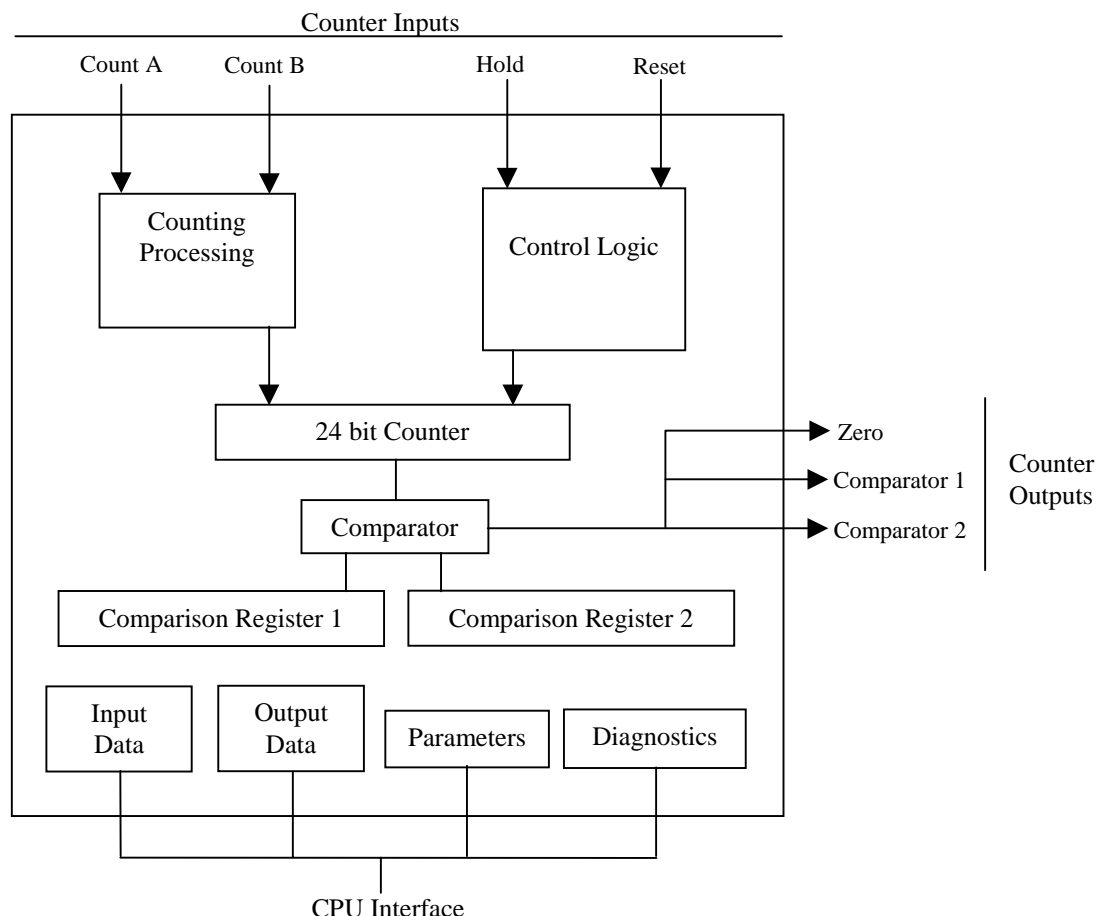 Counter Inputs
Count A
Count B
Hold
Reset
Counting
Processing
Control Logic
24 bit Counter
Zero
Comparator 1
Comparator 2
Counter
Outputs
Comparator
Comparison Register 1
Comparison Register 2
Input
Data
Output
Data
Parameters
Diagnostics
CPU Interface